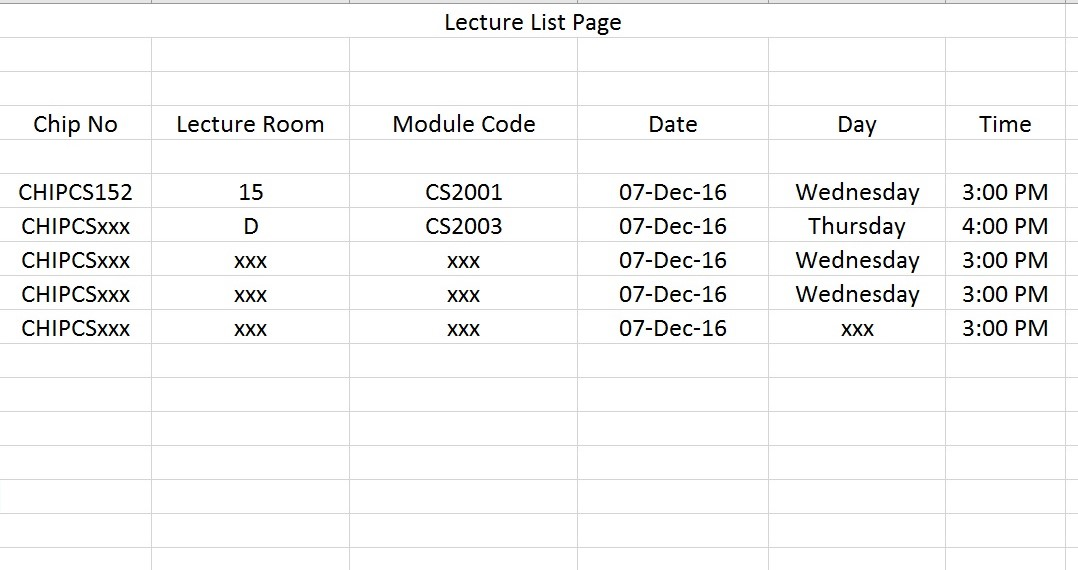 Lecture List Page
Chip No Lecture Room Module Code Date Day Time
CHIPCS152 15 CS2001 07-Dec-16 Wednesday 3:00 PM
CHIPCSxxx D CS2003 07-Dec-16 Thursday 4:00 PM
CHIPCSxxx xxx xxx 07-Dec-16 Wednesday 3:00 PM
CHIPCSxxx xxx xxx 07-Dec-16 Wednesday 3:00 PM
CHIPCSxxx xxx xxx 07-Dec-16 xxx 3:00 PM